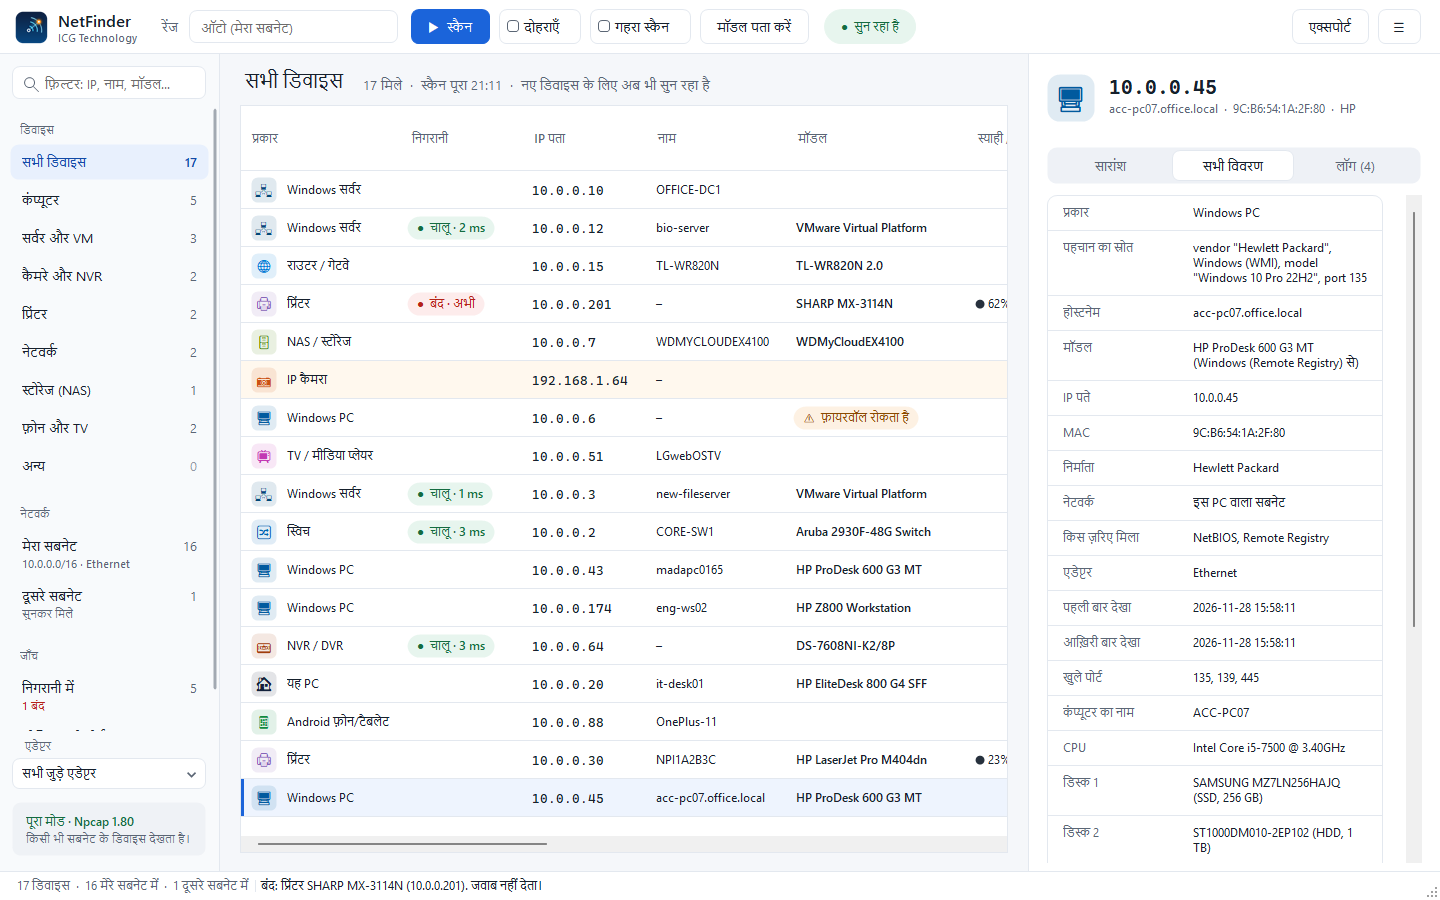 NetFinder
ICG Technology
रेंज
ऑटो (मेरा सबनेट)
▶ स्कैन
दोहराएँ
गहरा स्कैन
मॉडल पता करें
● सुन रहा है
एक्सपोर्ट
☰
फ़िल्टर: IP, नाम, मॉडल...
डिवाइस
सभी डिवाइस 17
कंप्यूटर 5
सर्वर और VM 3
कैमरे और NVR 2
प्रिंटर 2
नेटवर्क 2
स्टोरेज (NAS) 1
फ़ोन और TV 2
अन्य 0
नेटवर्क
मेरा सबनेट 16
10.0.0.0/16 · Ethernet
दूसरे सबनेट 1
सुनकर मिले
जाँच
निगरानी में 5
1 बंद
एडेप्टर
सभी जुड़े एडेप्टर
पूरा मोड · Npcap 1.80
किसी भी सबनेट के डिवाइस देखता है।
सभी डिवाइस 17 मिले · स्कैन पूरा 21:11 · नए डिवाइस के लिए अब भी सुन रहा है
प्रकार निगरानी IP पता नाम मॉडल स्याही
Windows सर्वर 10.0.0.10 OFFICE-DC1
Windows सर्वर ● चालू · 2 ms 10.0.0.12 bio-server VMware Virtual Platform
राउटर / गेटवे 10.0.0.15 TL-WR820N TL-WR820N 2.0
प्रिंटर ● बंद · अभी 10.0.0.201 – SHARP MX-3114N ● 62%
NAS / स्टोरेज 10.0.0.7 WDMYCLOUDEX4100 WDMyCloudEX4100
IP कैमरा 192.168.1.64 –
Windows PC 10.0.0.6 – ⚠ फ़ायरवॉल रोकता है
TV / मीडिया प्लेयर 10.0.0.51 LGwebOSTV
Windows सर्वर ● चालू · 1 ms 10.0.0.3 new-fileserver VMware Virtual Platform
स्विच ● चालू · 3 ms 10.0.0.2 CORE-SW1 Aruba 2930F-48G Switch
Windows PC 10.0.0.43 madapc0165 HP ProDesk 600 G3 MT
Windows PC 10.0.0.174 eng-ws02 HP Z800 Workstation
NVR / DVR ● चालू · 3 ms 10.0.0.64 – DS-7608NI-K2/8P
यह PC 10.0.0.20 it-desk01 HP EliteDesk 800 G4 SFF
Android फ़ोन/टैबलेट 10.0.0.88 OnePlus-11
प्रिंटर 10.0.0.30 NPI1A2B3C HP LaserJet Pro M404dn ● 23%
Windows PC 10.0.0.45 acc-pc07.office.local HP ProDesk 600 G3 MT
10.0.0.45
acc-pc07.office.local · 9C:B6:54:1A:2F:80 · HP
सारांश सभी विवरण लॉग (4)
प्रकार Windows PC
पहचान का स्रोत vendor "Hewlett Packard",
Windows (WMI), model
"Windows 10 Pro 22H2", port 135
होस्टनेम acc-pc07.office.local
मॉडल HP ProDesk 600 G3 MT
(Windows (Remote Registry) से)
IP पते 10.0.0.45
MAC 9C:B6:54:1A:2F:80
निर्माता Hewlett Packard
नेटवर्क इस PC वाला सबनेट
किस ज़रिए मिला NetBIOS, Remote Registry
एडेप्टर Ethernet
पहली बार देखा 2026-11-28 15:58:11
आख़िरी बार देखा 2026-11-28 15:58:11
खुले पोर्ट 135, 139, 445
कंप्यूटर का नाम ACC-PC07
CPU Intel Core i5-7500 @ 3.40GHz
डिस्क 1 SAMSUNG MZ7LN256HAJQ
(SSD, 256 GB)
डिस्क 2 ST1000DM010-2EP102 (HDD, 1
TB)
17 डिवाइस · 16 मेरे सबनेट में · 1 दूसरे सबनेट में बंद: प्रिंटर SHARP MX-3114N (10.0.0.201). जवाब नहीं देता।